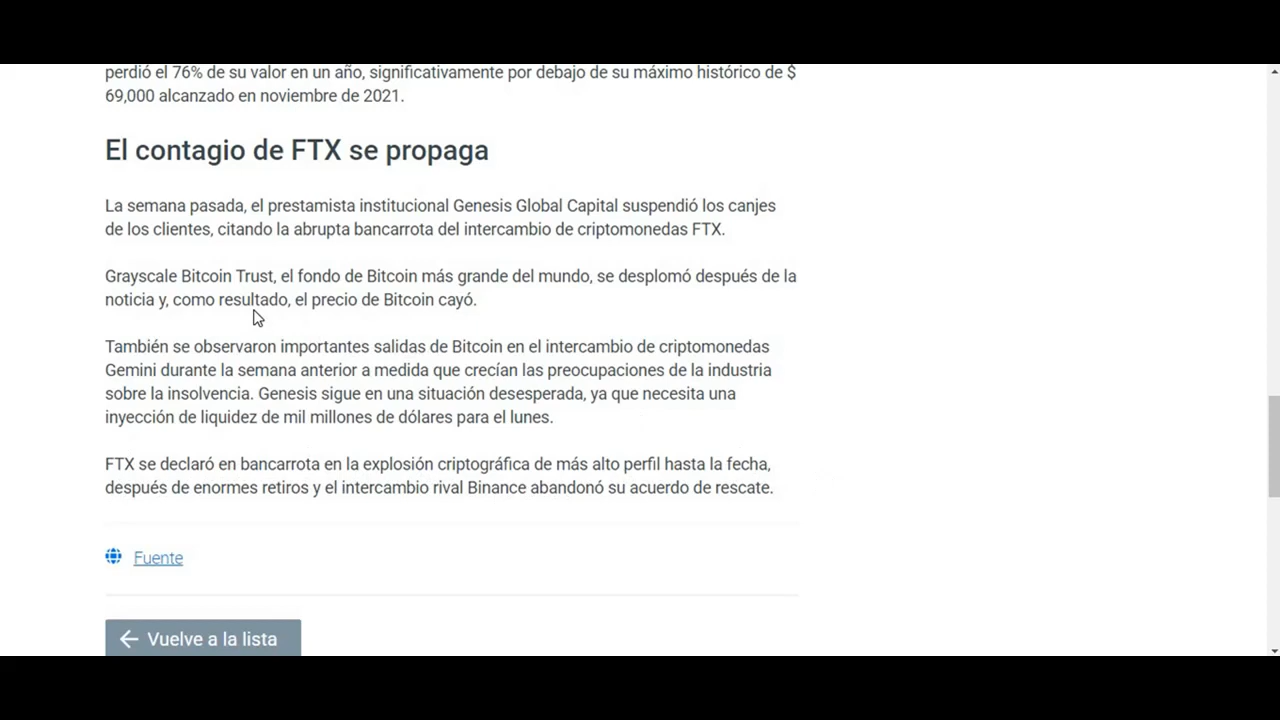 perdió el 76% de su valor en un año, significativamente por debajo de su máximo histórico de $
69,000 alcanzado en noviembre de 2021.
El contagio de FTX se propaga
La semana pasada, el prestamista institucional Genesis Global Capital suspendió los canjes
de los clientes, citando la abrupta bancarrota del intercambio de criptomonedas FTX.
Grayscale Bitcoin Trust, el fondo de Bitcoin más grande del mundo, se desplomó después de la
noticia y, como resultado, el precio de Bitcoin cayó.
También se observaron importantes salidas de Bitcoin en el intercambio de criptomonedas
Gemini durante la semana anterior a medida que crecían las preocupaciones de la industria
sobre la insolvencia. Genesis sigue en una situación desesperada, ya que necesita una
inyección de liquidez de mil millones de dólares para el lunes.
FTX se declaró en bancarrota en la explosión criptográfica de más alto perfil hasta la fecha,
después de enormes retiros y el intercambio rival Binance abandonó su acuerdo de rescate.
Fuente
Vuelve a la lista